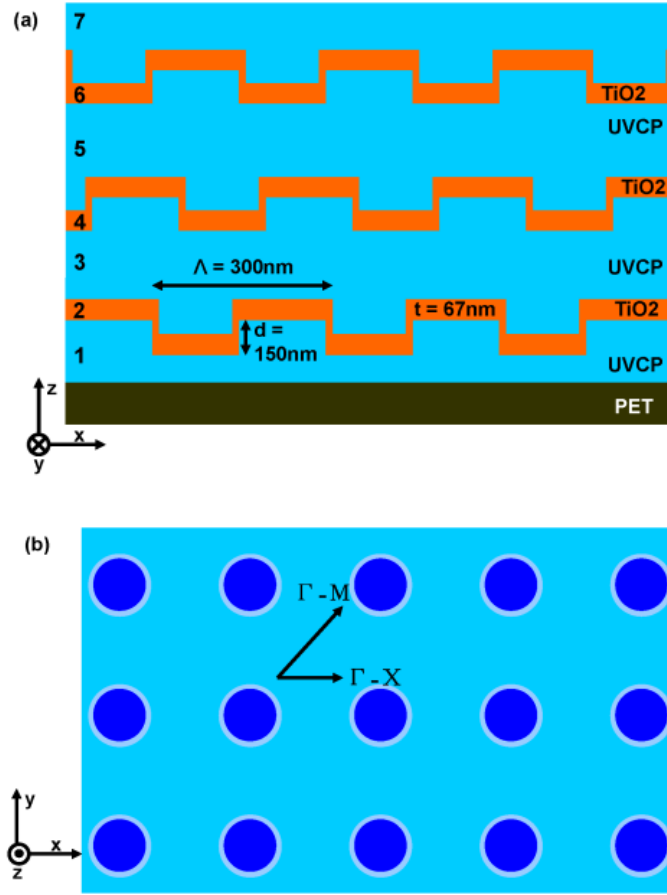 (a)
7
6
TiO2
UVCP
5
TiO2
4
3
UVCP
Λ = 300nm
2
t = 67nm
TiO2
d =
150nm
1
UVCP
PET
z
x
y
(b)
Γ - M
Γ - X
y
x
z